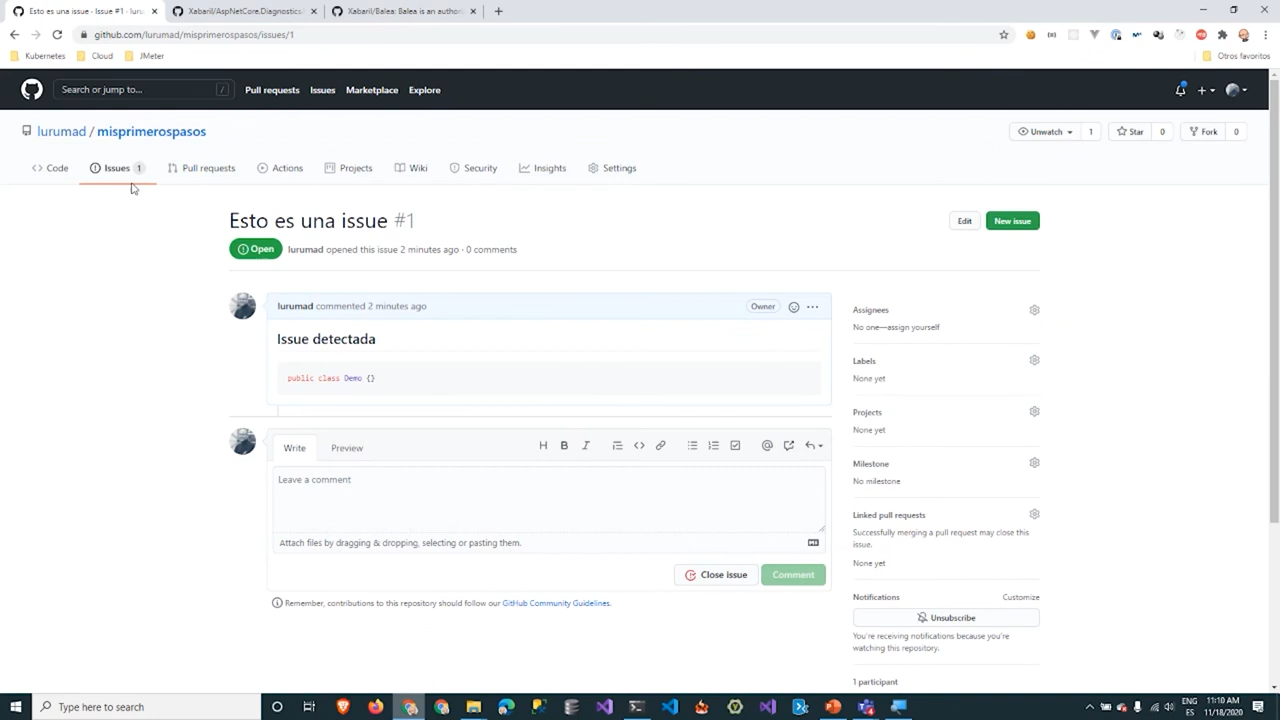 Esto es una issue · Issue #1 · luru
Xabaril/AspNetCore.Diagnostics.
Xabaril/Balea: Balea is an author
github.com/lurumad/misprimerospasos/issues/1
Kubernetes
Cloud
JMeter
Otros favoritos
Search or jump to...
/
Pull requests
Issues
Marketplace
Explore
lurumad / misprimerospasos
Unwatch
1
Star
0
Fork
0
Code
Issues 1
Pull requests
Actions
Projects
Wiki
Security
Insights
Settings
Esto es una issue #1
Edit
New issue
Open
lurumad opened this issue 2 minutes ago · 0 comments
lurumad commented 2 minutes ago
Owner
Issue detectada
public class Demo {}
Write
Preview
Leave a comment
Attach files by dragging & dropping, selecting or pasting them.
Close issue
Comment
Remember, contributions to this repository should follow our GitHub Community Guidelines.
Assignees
No one—assign yourself
Labels
None yet
Projects
None yet
Milestone
No milestone
Linked pull requests
Successfully merging a pull request may close this
issue.
None yet
Notifications
Customize
Unsubscribe
You're receiving notifications because you're
watching this repository.
1 participant
Type here to search
ENG
ES
11:10 AM
11/18/2020